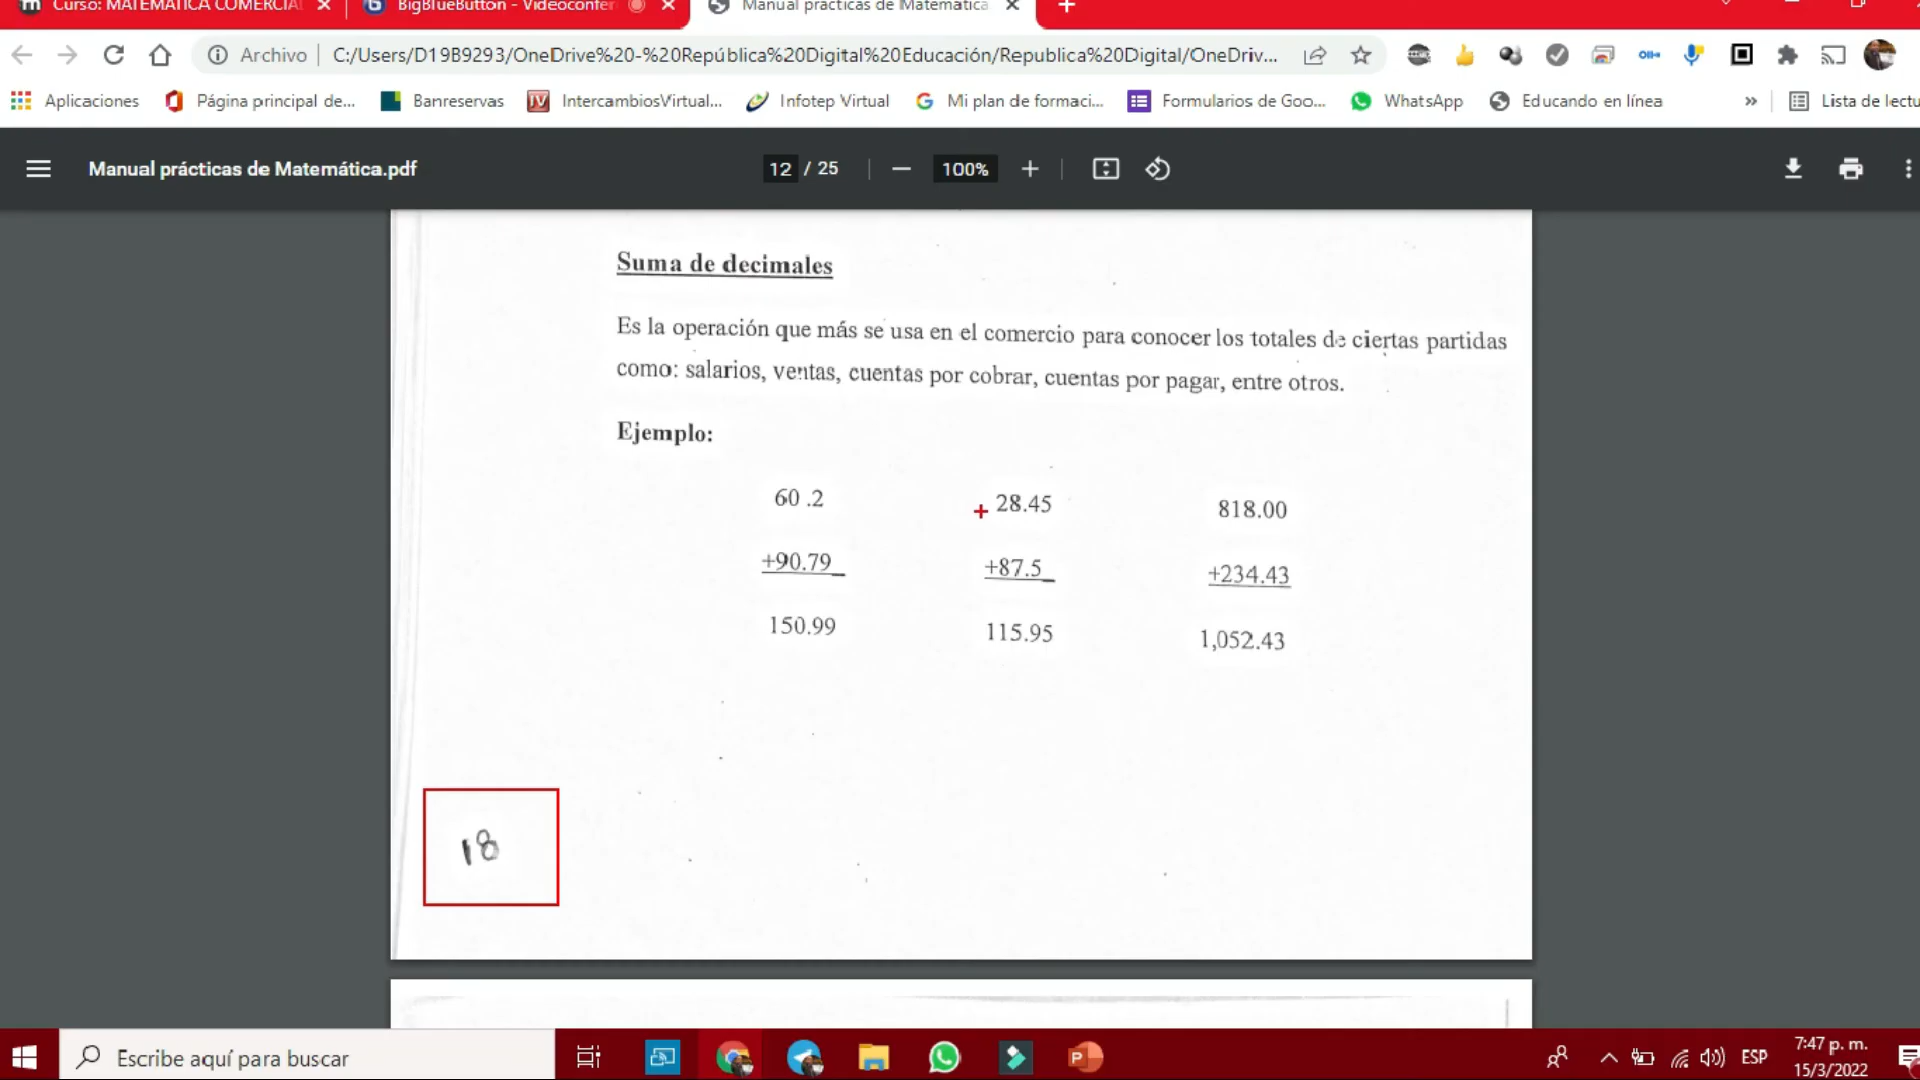 Curso: MATEMÁTICA COMERCIAL
BigBlueButton - Videoconfer
Manual prácticas de Matemática
Archivo
C:/Users/D19B9293/OneDrive%20-%20República%20Digital%20Educación/Republica%20Digital/OneDriv...
Aplicaciones
Página principal de...
Banreservas
IntercambiosVirtual...
Infotep Virtual
Mi plan de formaci...
Formularios de Goo...
WhatsApp
Educando en línea
»
Lista de lectu
Manual prácticas de Matemática.pdf
12 / 25
100%
Suma de decimales
Es la operación que más se usa en el comercio para conocer los totales de ciertas partidas
como: salarios, ventas, cuentas por cobrar, cuentas por pagar, entre otros.
Ejemplo:
60 .2 28.45 818.00
+90.79_ +87.5_ +234.43
150.99 115.95 1,052.43
18
Escribe aquí para buscar
ESP
7:47 p. m.
15/3/2022